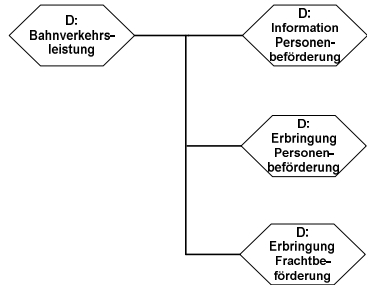 D:
Bahnverkehrs–
leistung
D:
Information
Personen–
beförderung
D:
Erbringung
Personen–
beförderung
D:
Erbringung
Frachtbe–
förderung